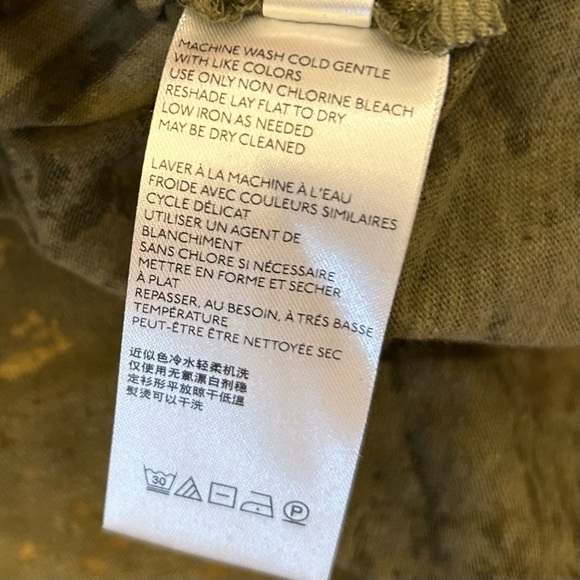 MACHINE WASH COLD GENTLE
WITH LIKE COLORS
USE ONLY NON CHLORINE BLEACH
RESHADE LAY FLAT TO DRY
LOW IRON AS NEEDED
MAY BE DRY CLEANED
LAVER À LA MACHINE À L'EAU
FROIDE AVEC COULEURS SIMILAIRES
CYCLE DÉLICAT
UTILISER UN AGENT DE
BLANCHIMENT
SANS CHLORE SI NÉCESSAIRE
METTRE EN FORME ET SECHER
À PLAT
REPASSER, AU BESOIN, À TRÉS BASSE
TEMPÉRATURE
PEUT-ÊTRE ÊTRE NETTOYÉE SEC
近似色冷水轻柔机洗
仅使用无氯漂白剂稳
定衫形平放晾干低温
熨烫可以干洗
30 P